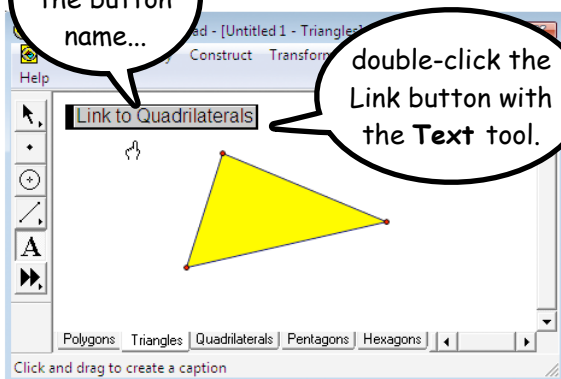 the button
name...
ad - [Untitled 1 - Triangles]
Construct Transform
Help
double-click the
Link button with
the Text tool.
Link to Quadrilaterals
A
Polygons Triangles Quadrilaterals Pentagons Hexagons
Click and drag to create a caption